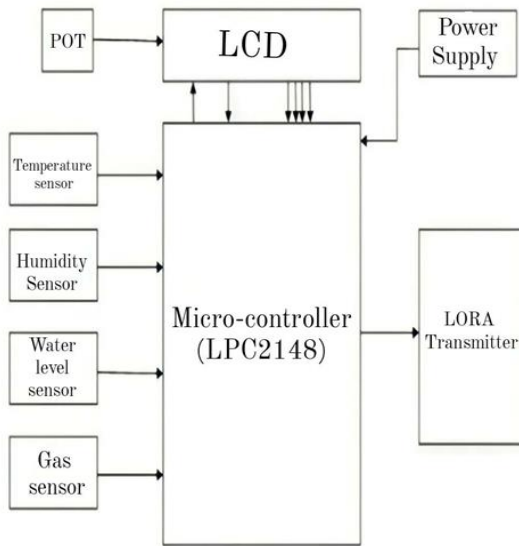 POT
LCD
Power
Supply
Temperature
sensor
Humidity
Sensor
Water
level
sensor
Gas
sensor
Micro-controller
(LPC2148)
LORA
Transmitter